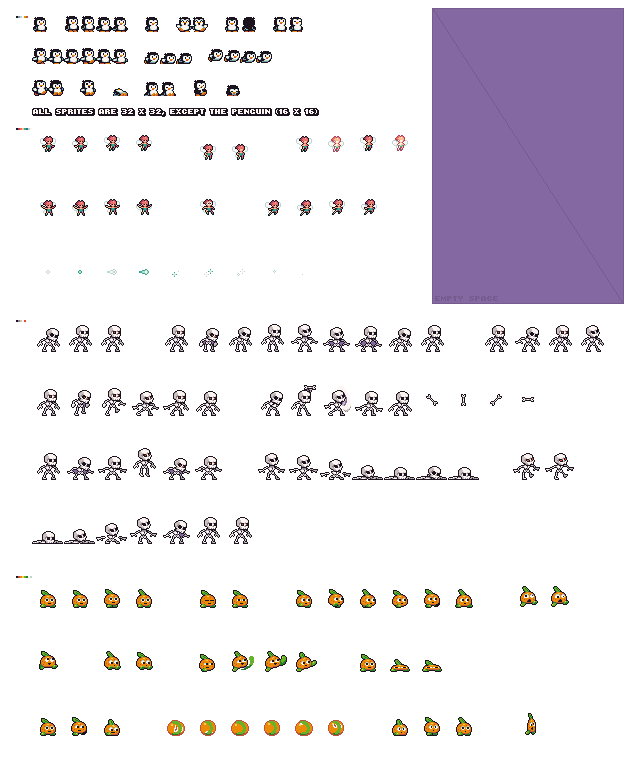 ALL SPRITES ARE 32 X 32, EXCEPT THE PENGUIN (16 X 16)
EMPTY SPACE